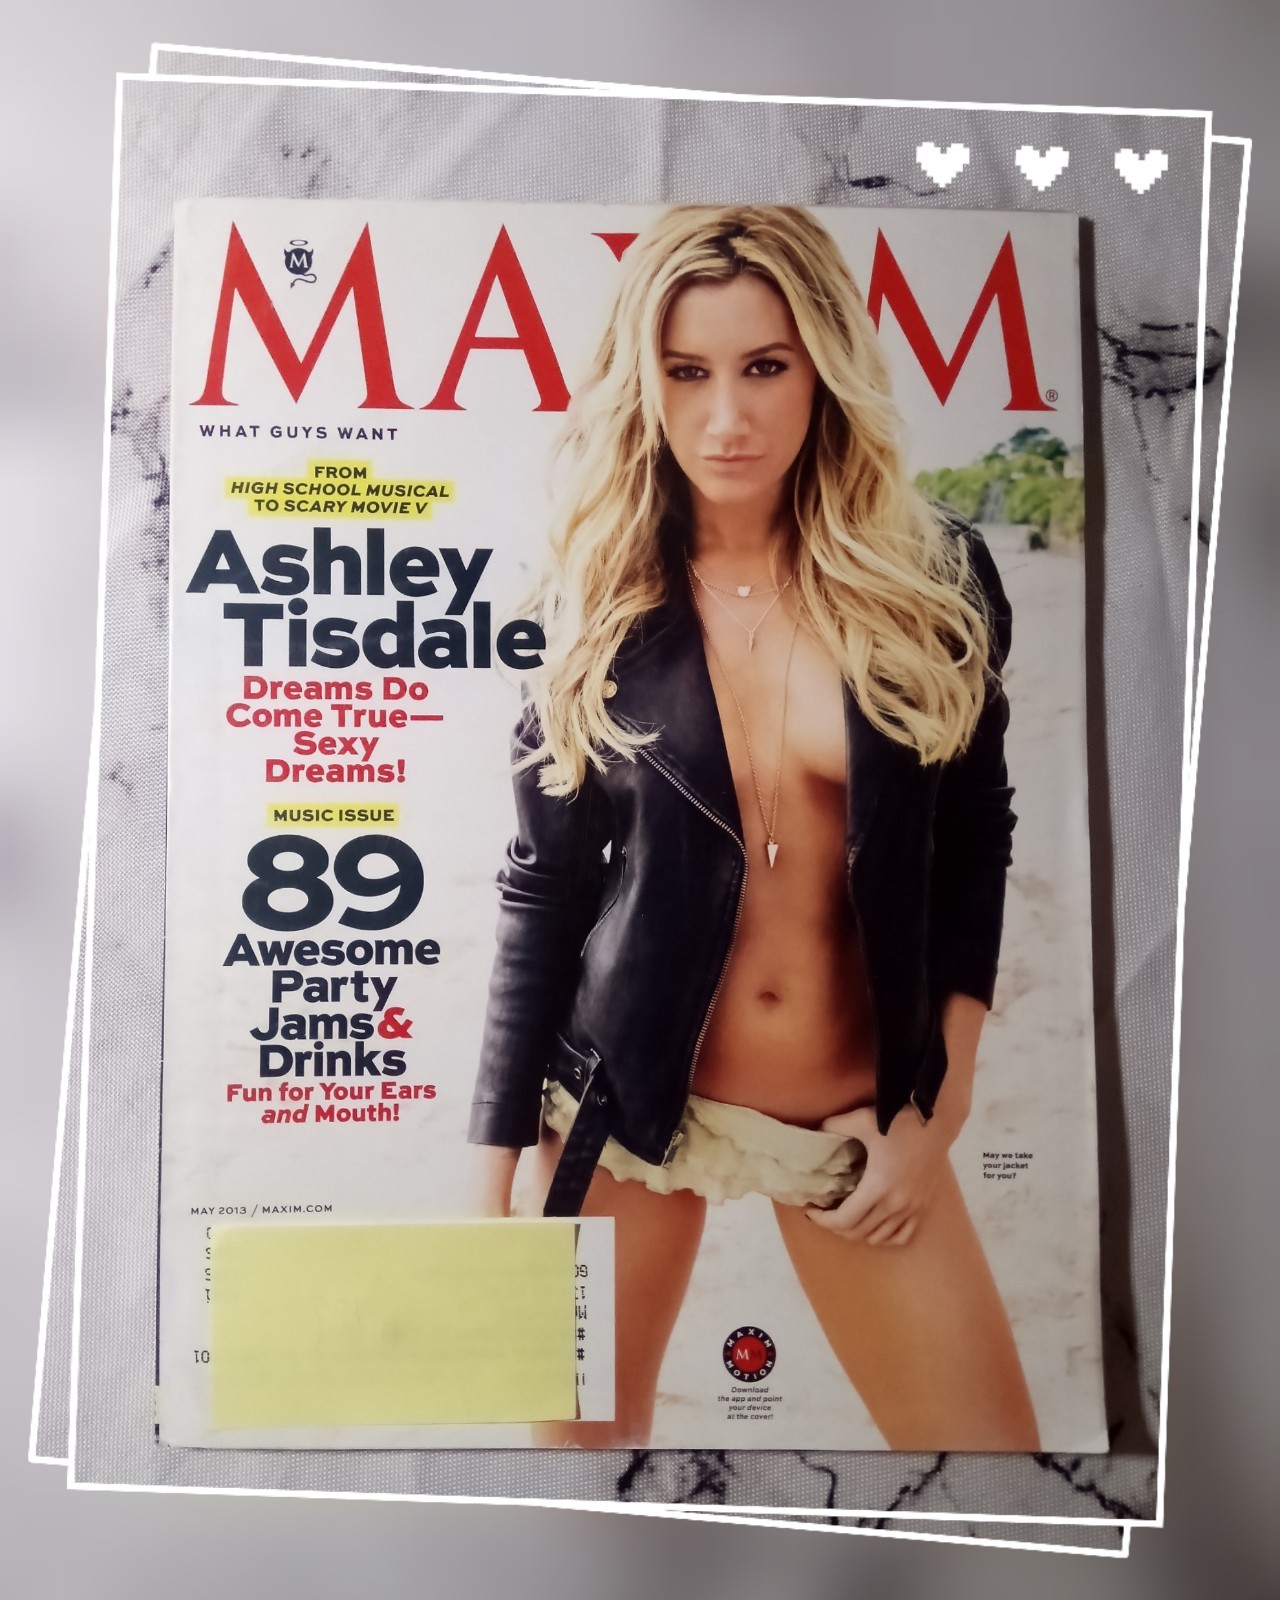 MAXIM
WHAT GUYS WANT
FROM
HIGH SCHOOL MUSICAL
TO SCARY MOVIE V
Ashley
Tisdale
Dreams Do
Come True—
Sexy
Dreams!
MUSIC ISSUE
89
Awesome
Party
Jams&
Drinks
Fun for Your Ears
and Mouth!
May we take
your jacket
for you?
MAY 2013 / MAXIM.COM
MAXIM
MM
MOTION
Download
the app and point
your device
at the cover!